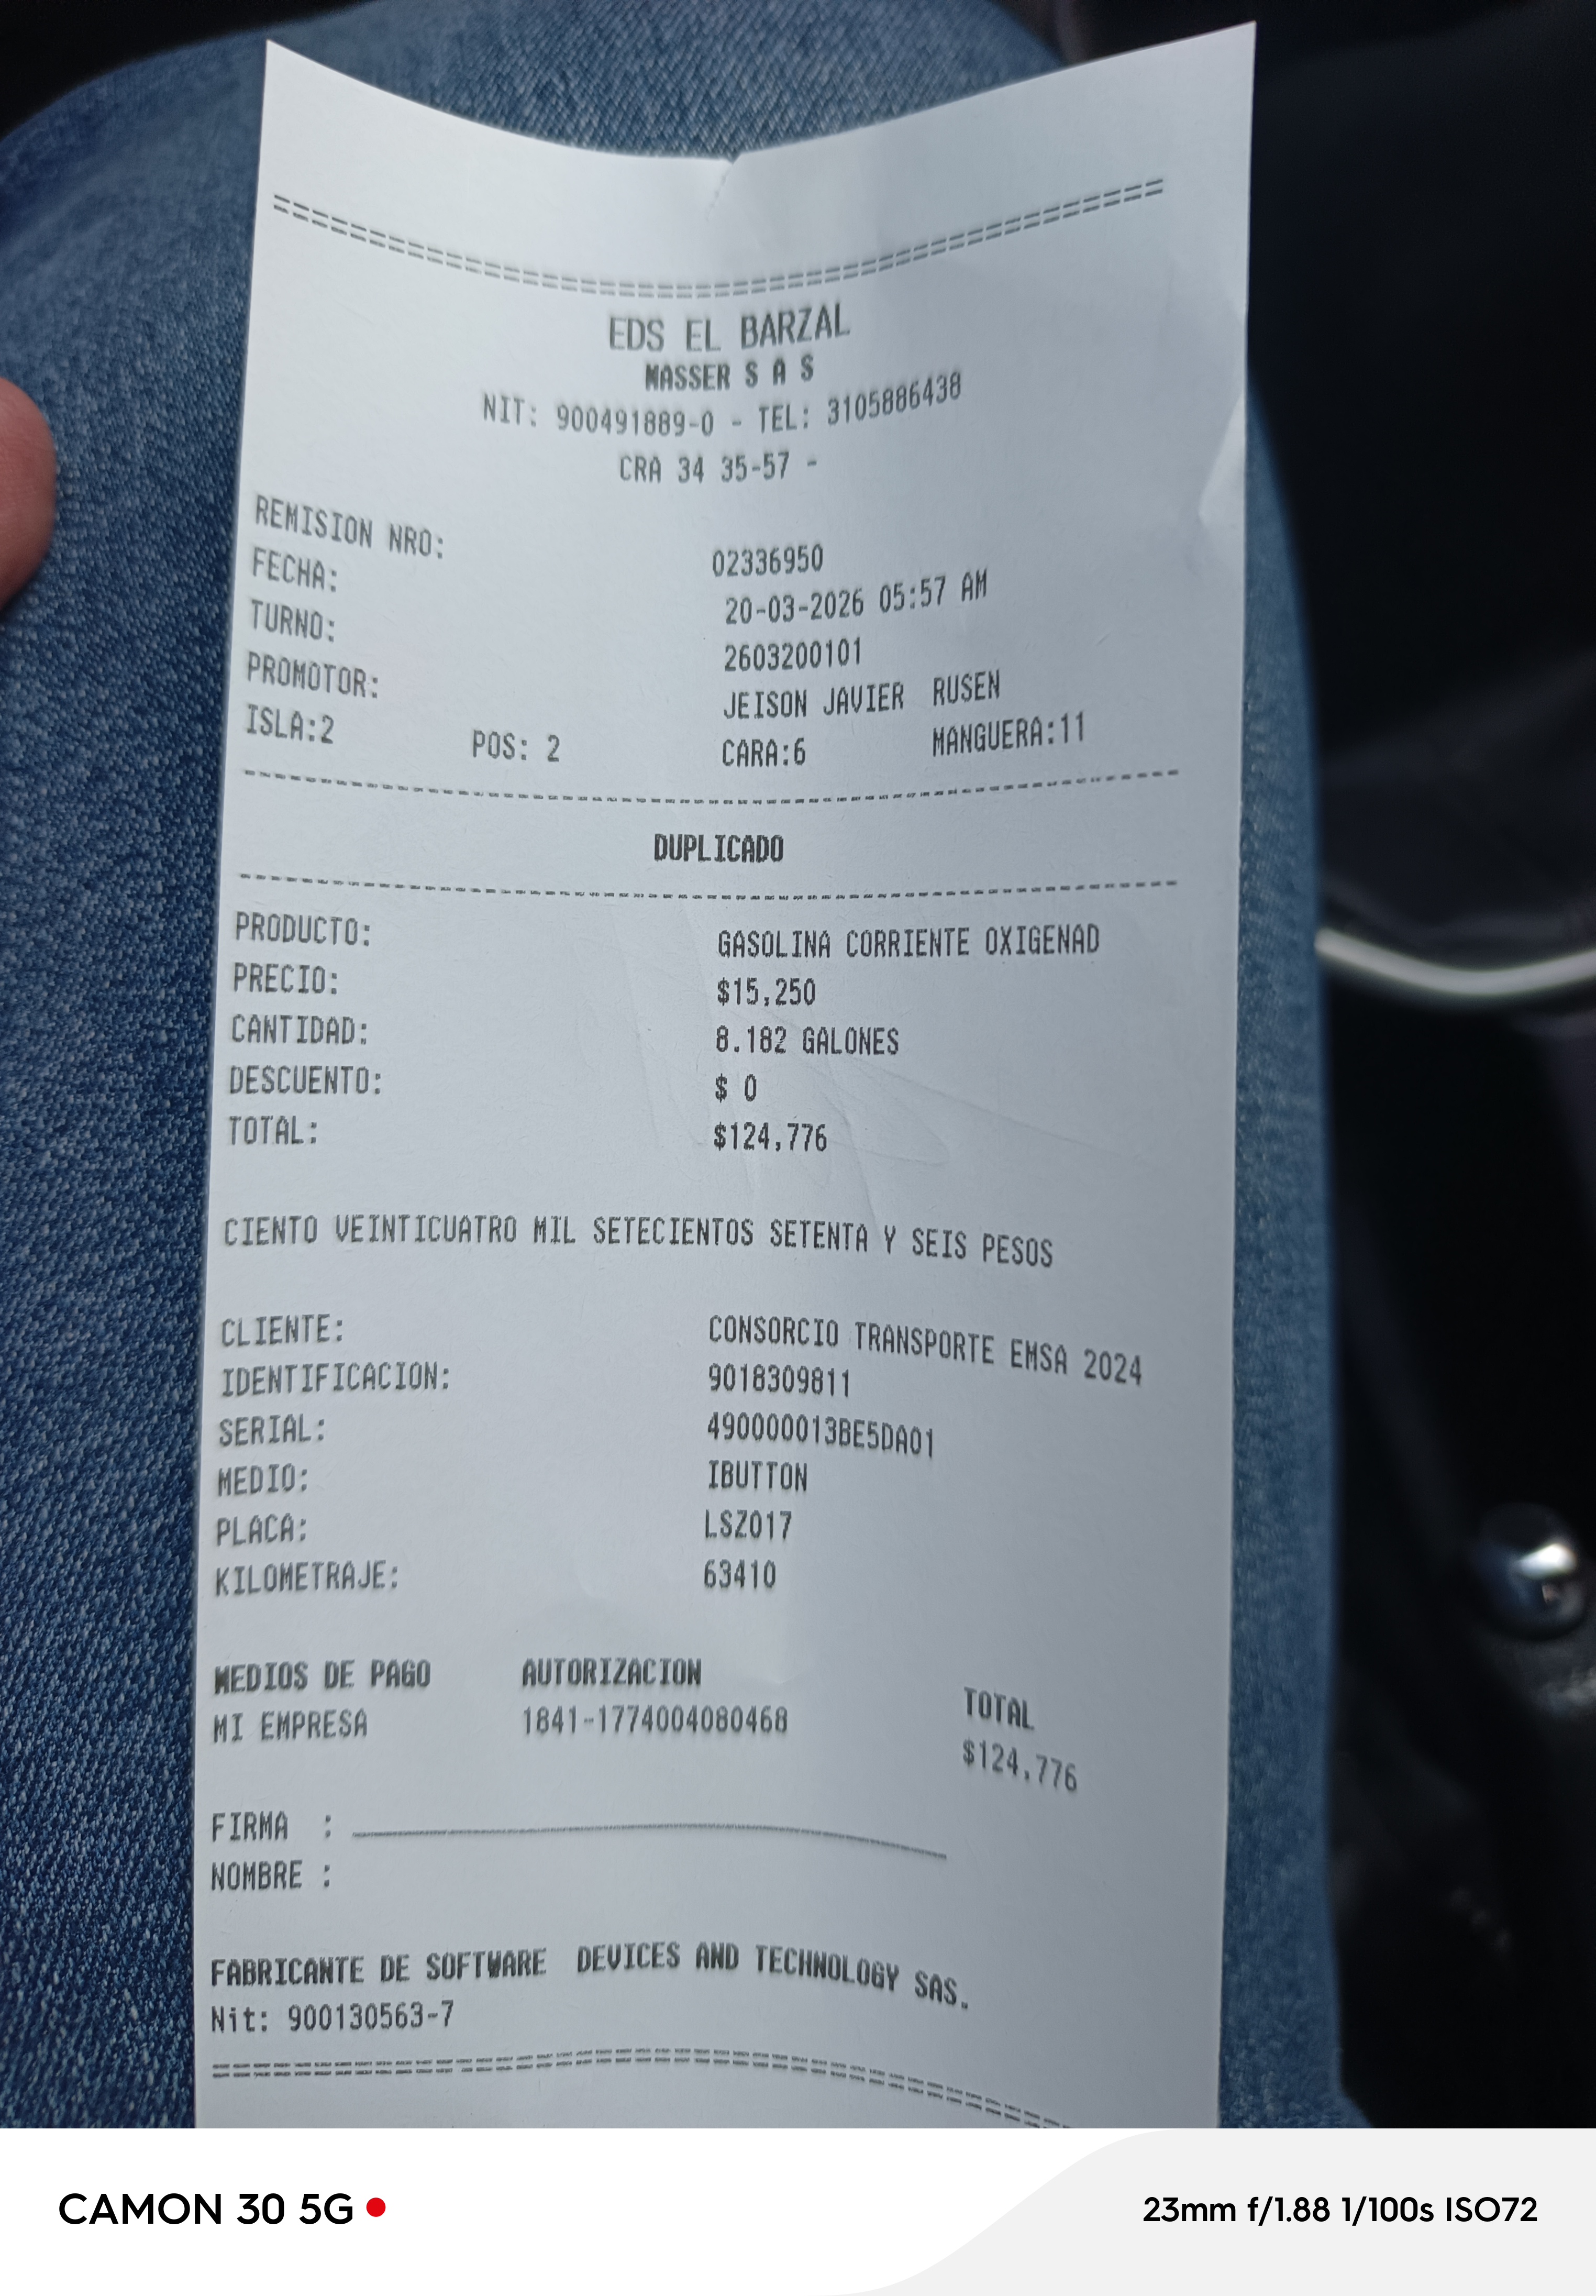 EDS EL BARZAL
MASSER S A S
NIT: 900491889-0 - TEL: 3105886438
CRA 34 35-57 -
REMISION NRO: 02336950
FECHA: 20-03-2026 05:57 AM
TURNO: 2603200101
PROMOTOR: JEISON JAVIER RUSEN
ISLA:2 POS: 2 CARA:6 MANGUERA:11
DUPLICADO
PRODUCTO: GASOLINA CORRIENTE OXIGENAD
PRECIO: $15,250
CANTIDAD: 8.182 GALONES
DESCUENTO: $ 0
TOTAL: $124,776
CIENTO VEINTICUATRO MIL SETECIENTOS SETENTA Y SEIS PESOS
CLIENTE: CONSORCIO TRANSPORTE EMSA 2024
IDENTIFICACION: 9018309811
SERIAL: 490000013BE5DA01
MEDIO: IBUTTON
PLACA: LSZ017
KILOMETRAJE: 63410
MEDIOS DE PAGO AUTORIZACION TOTAL
MI EMPRESA 1841-1774004080468 $124,776
FIRMA :
NOMBRE :
FABRICANTE DE SOFTWARE DEVICES AND TECHNOLOGY SAS.
Nit: 900130563-7
CAMON 30 5G
23mm f/1.88 1/100s ISO72